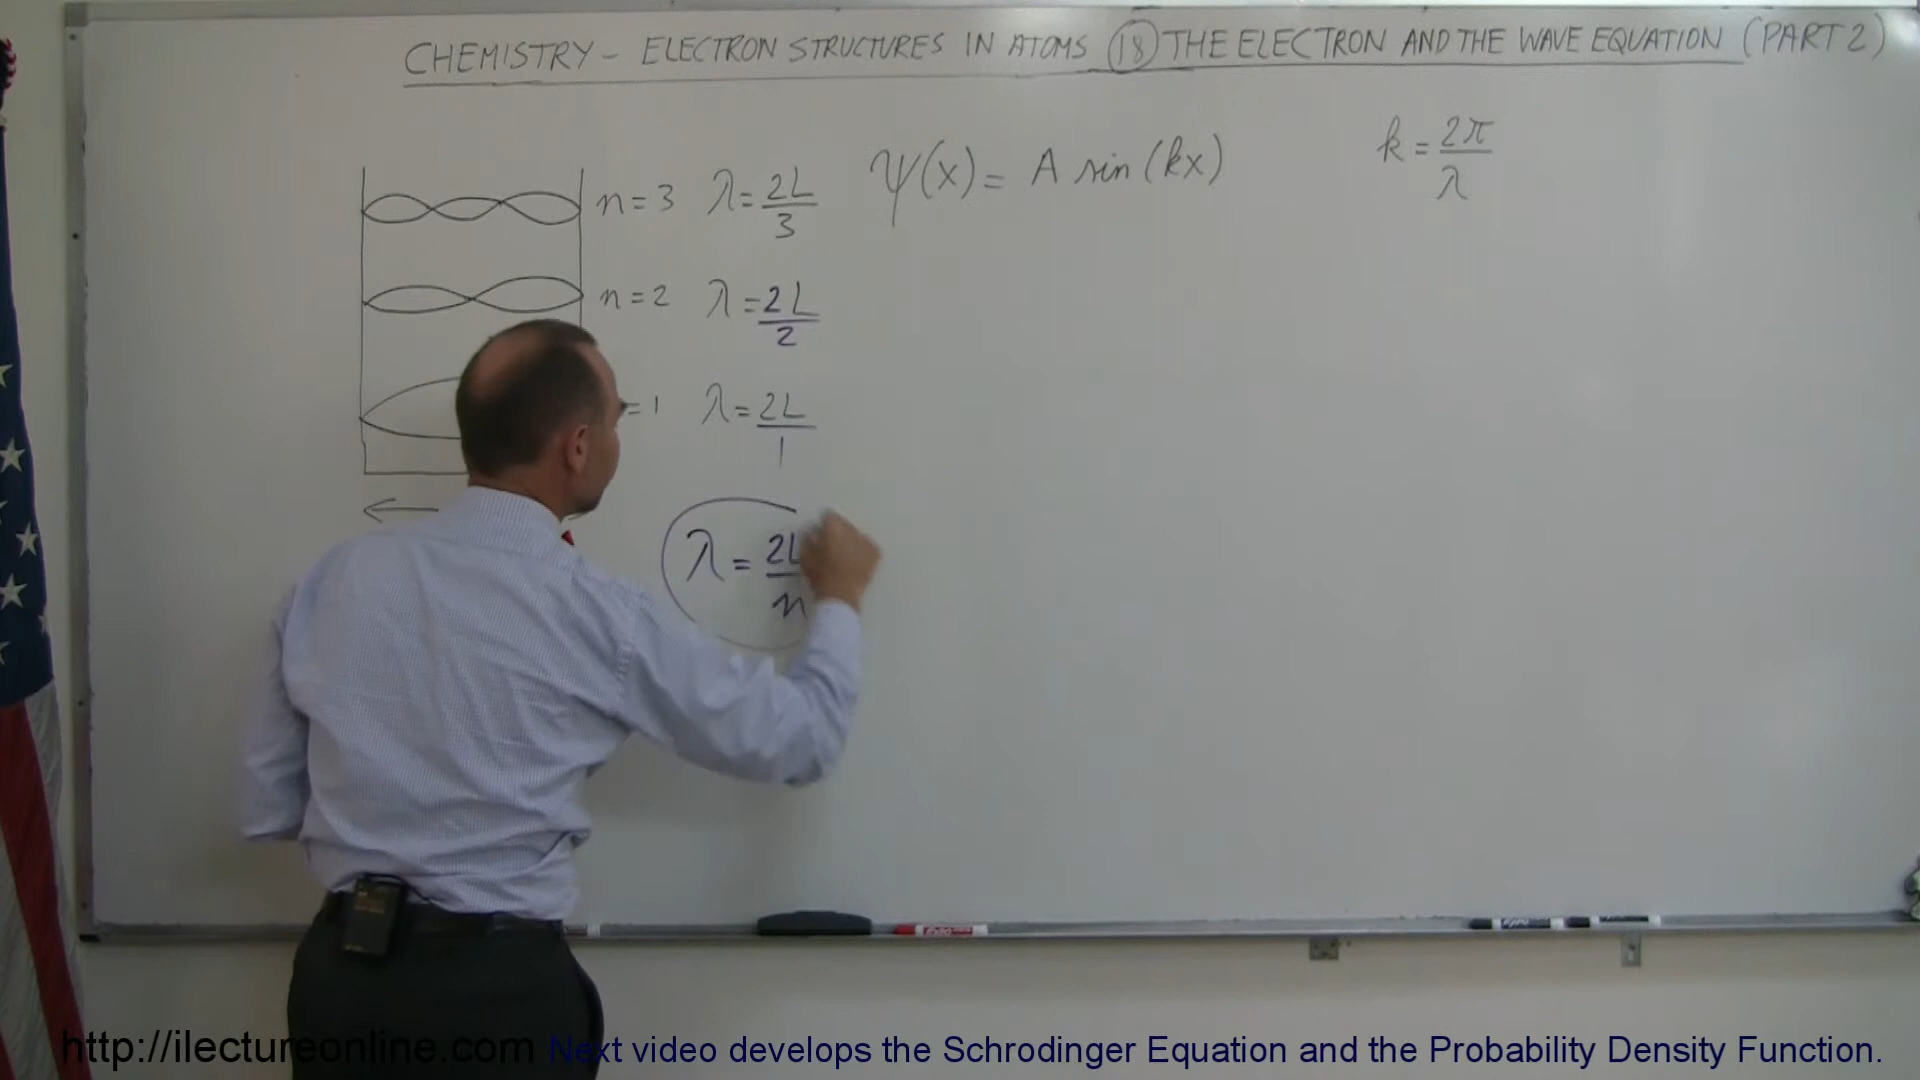 CHEMISTRY – ELECTRON STRUCTURES IN ATOMS (18) THE ELECTRON AND THE WAVE EQUATION (PART 2)
n = 3 λ = 2L/3 Ψ(x) = A sin(kx) k = 2π/λ
n = 2 λ = 2L/2
= 1 λ = 2L/1
λ = 2L/n
http://ilectureonline.com Next video develops the Schrodinger Equation and the Probability Density Function.